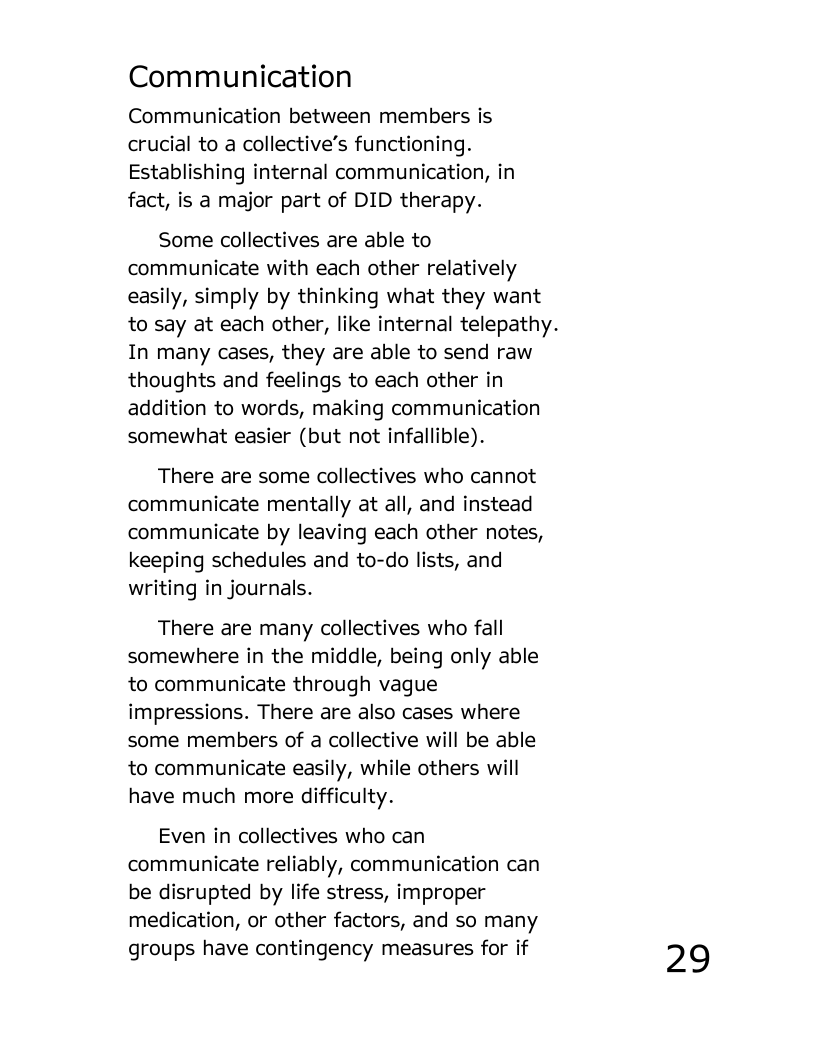 Communication
Communication between members is
crucial to a collective’s functioning.
Establishing internal communication, in
fact, is a major part of DID therapy.
Some collectives are able to
communicate with each other relatively
easily, simply by thinking what they want
to say at each other, like internal telepathy.
In many cases, they are able to send raw
thoughts and feelings to each other in
addition to words, making communication
somewhat easier (but not infallible).
There are some collectives who cannot
communicate mentally at all, and instead
communicate by leaving each other notes,
keeping schedules and to-do lists, and
writing in journals.
There are many collectives who fall
somewhere in the middle, being only able
to communicate through vague
impressions. There are also cases where
some members of a collective will be able
to communicate easily, while others will
have much more difficulty.
Even in collectives who can
communicate reliably, communication can
be disrupted by life stress, improper
medication, or other factors, and so many
groups have contingency measures for if
29